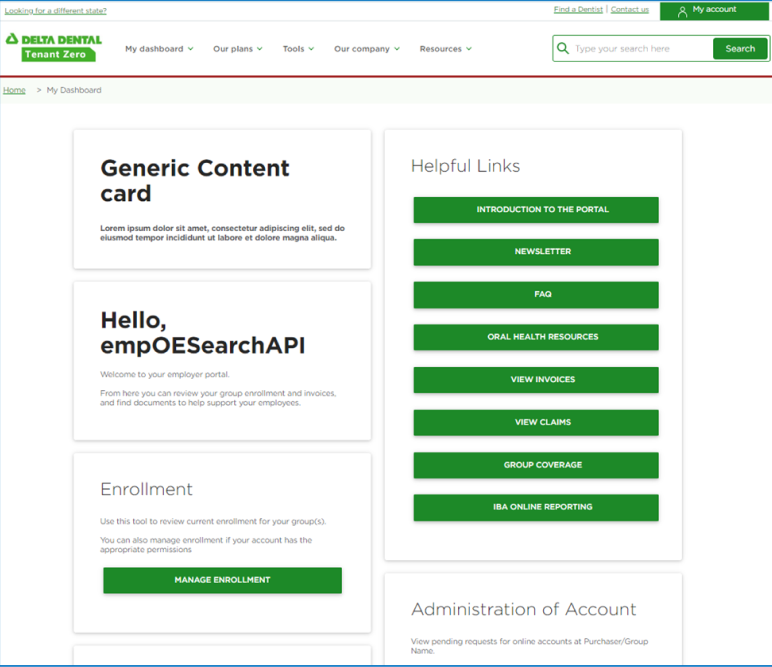 Looking for a different state?
Find a Dentist | Contact us
My account
DELTA DENTAL
Tenant Zero
My dashboard
Our plans
Tools
Our company
Resources
Type your search here
Search
Home > My Dashboard
Generic Content
card
Lorem ipsum dolor sit amet, consectetur adipiscing elit, sed do
eiusmod tempor incididunt ut labore et dolore magna aliqua.
Hello,
empOESearchAPI
Welcome to your employer portal.
From here you can review your group enrollment and invoices,
and find documents to help support your employees.
Enrollment
Use this tool to review current enrollment for your group(s).
You can also manage enrollment if your account has the
appropriate permissions
MANAGE ENROLLMENT
Helpful Links
INTRODUCTION TO THE PORTAL
NEWSLETTER
FAQ
ORAL HEALTH RESOURCES
VIEW INVOICES
VIEW CLAIMS
GROUP COVERAGE
IBA ONLINE REPORTING
Administration of Account
View pending requests for online accounts at Purchaser/Group
Name.